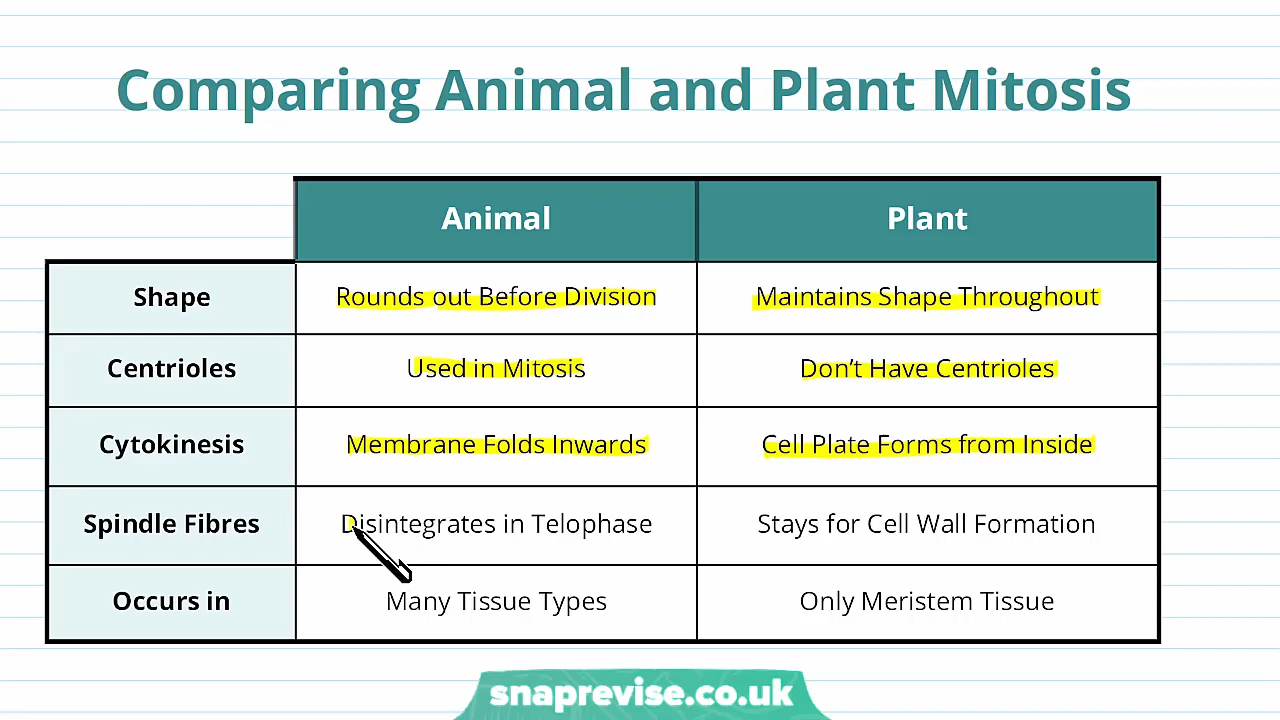 Comparing Animal and Plant Mitosis
Animal Plant
Shape Rounds out Before Division Maintains Shape Throughout
Centrioles Used in Mitosis Don't Have Centrioles
Cytokinesis Membrane Folds Inwards Cell Plate Forms from Inside
Spindle Fibres Disintegrates in Telophase Stays for Cell Wall Formation
Occurs in Many Tissue Types Only Meristem Tissue
snaprevise.co.uk